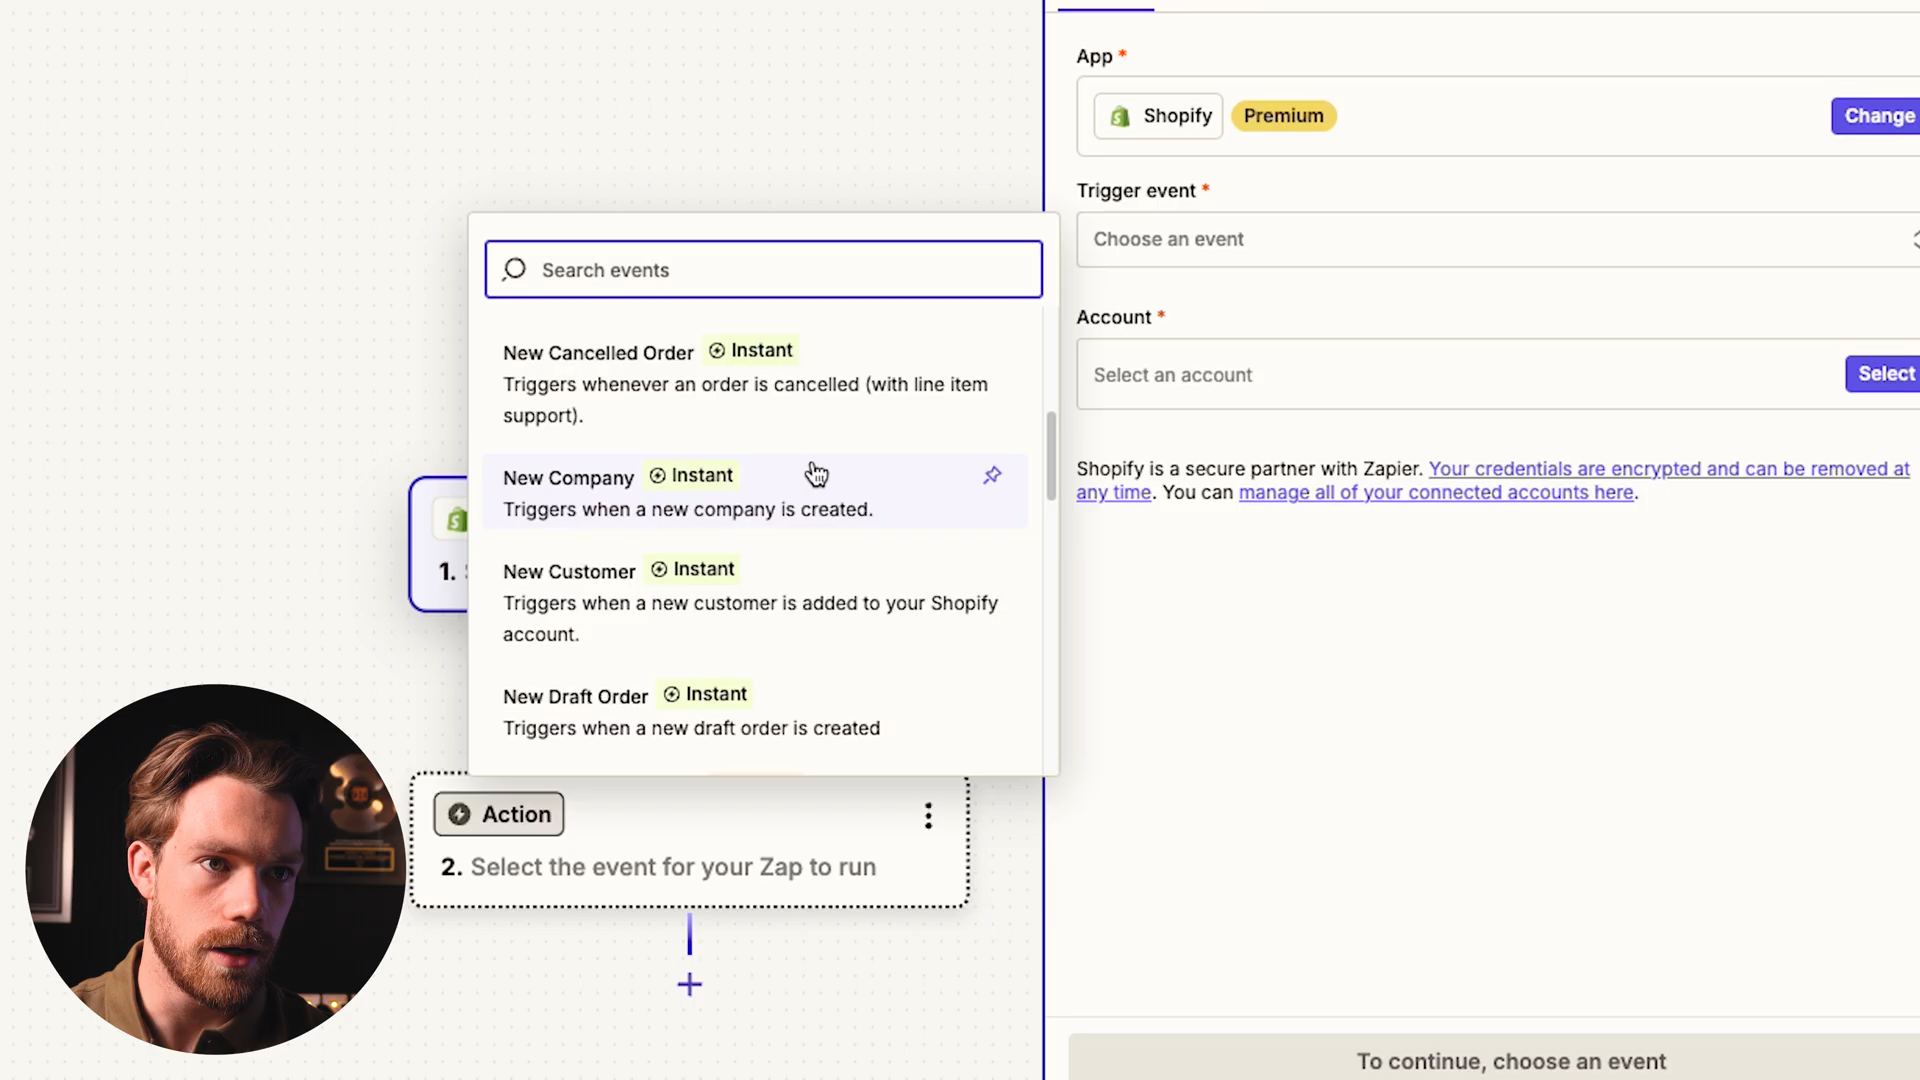 App *
Shopify Premium
Change
Trigger event *
Choose an event
Account *
Select an account
Select
Shopify is a secure partner with Zapier. Your credentials are encrypted and can be removed at
any time. You can manage all of your connected accounts here.
To continue, choose an event
Search events
New Cancelled Order Instant
Triggers whenever an order is cancelled (with line item
support).
New Company Instant
Triggers when a new company is created.
New Customer Instant
Triggers when a new customer is added to your Shopify
account.
New Draft Order Instant
Triggers when a new draft order is created
1.
Action
2. Select the event for your Zap to run